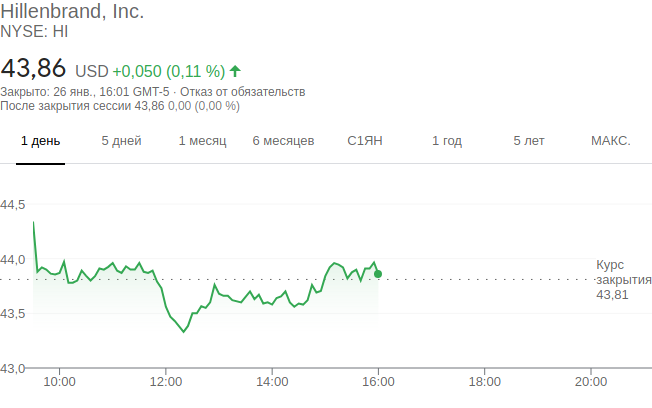 Hillenbrand, Inc.
NYSE: HI
43,86 USD +0,050 (0,11 %)
Закрыто: 26 янв., 16:01 GMT-5 · Отказ от обязательств
После закрытия сессии 43,86 0,00 (0,00 %)
1 день 5 дней 1 месяц 6 месяцев С1ЯН 1 год 5 лет МАКС.
44,5
44,0
Курс
закрытия
43,81
43,5
43,0
10:00 12:00 14:00 16:00 18:00 20:00